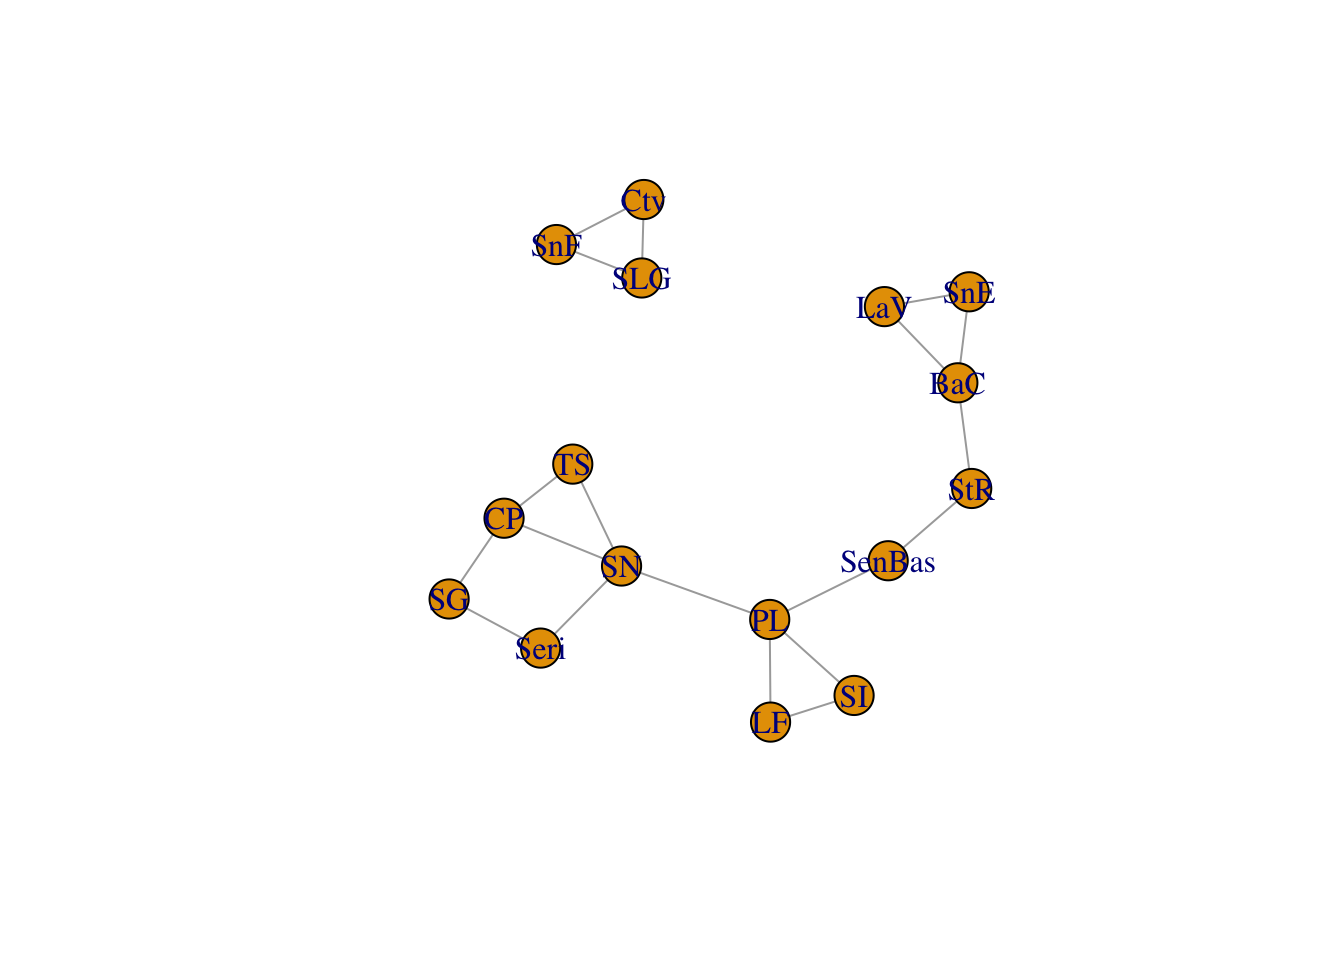 Ctv
SnF
SLG
SnE
LaV
BaC
TS
StR
CP
SenBas
SN
SG
PL
Seri
SI
LF